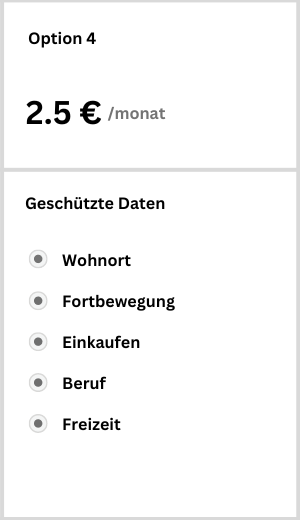 Option 4
2.5 € /monat
Geschützte Daten
Wohnort
Fortbewegung
Einkaufen
Beruf
Freizeit